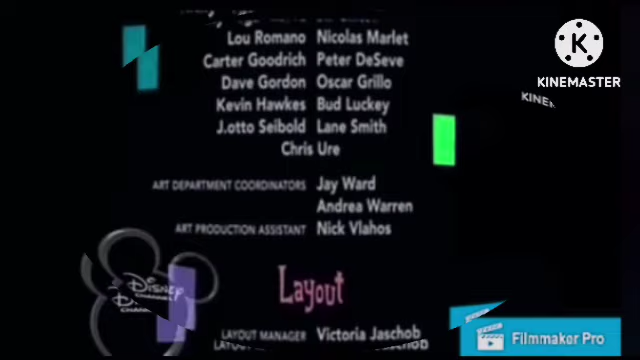 Lou Romano Nicolas Marlet
Carter Goodrich Peter DeSeve
Dave Gordon Oscar Grillo
Kevin Hawkes Bud Luckey
J.otto Seibold Lane Smith
Chris Ure
ART DEPARTMENT COORDINATORS Jay Ward
Andrea Warren
ART PRODUCTION ASSISTANT Nick Vlahos
Layout
LAYOUT MANAGER Victoria Jaschob
KINEMASTER
DISNEY
CHANNEL
Filmmaker Pro